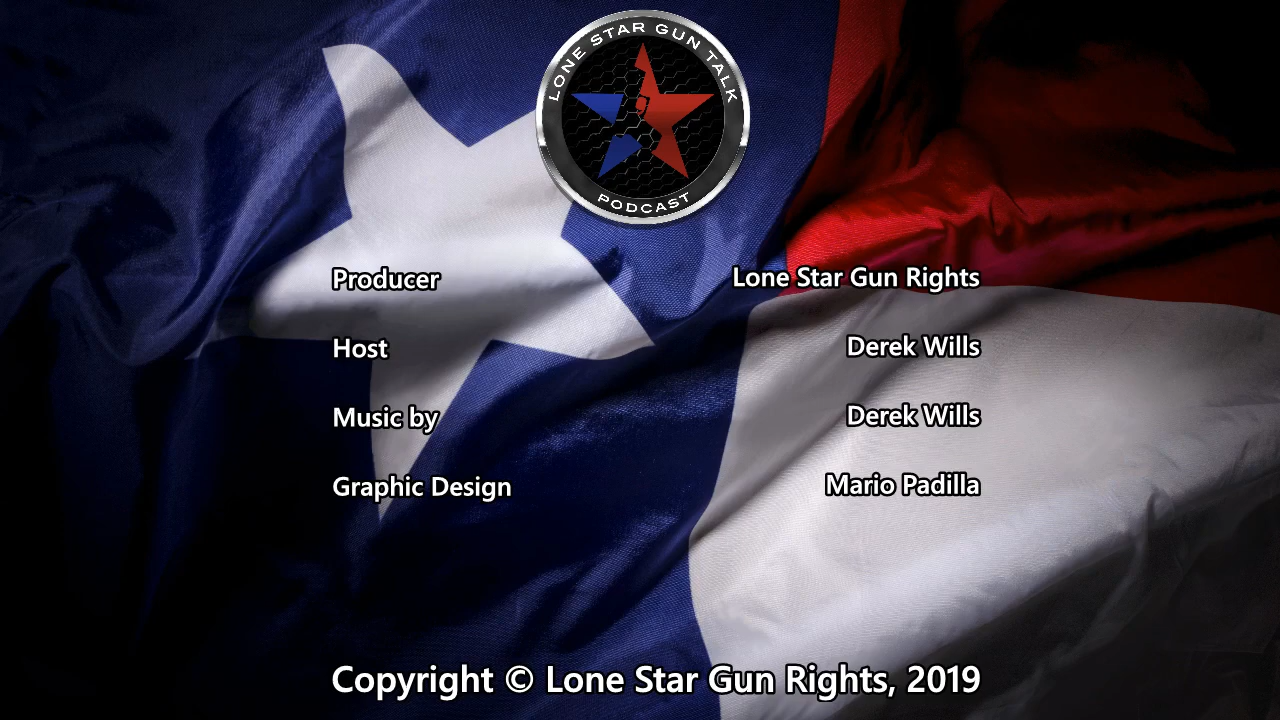 LONE STAR GUN TALK
PODCAST
Producer Lone Star Gun Rights
Host Derek Wills
Music by Derek Wills
Graphic Design Mario Padilla
Copyright © Lone Star Gun Rights, 2019